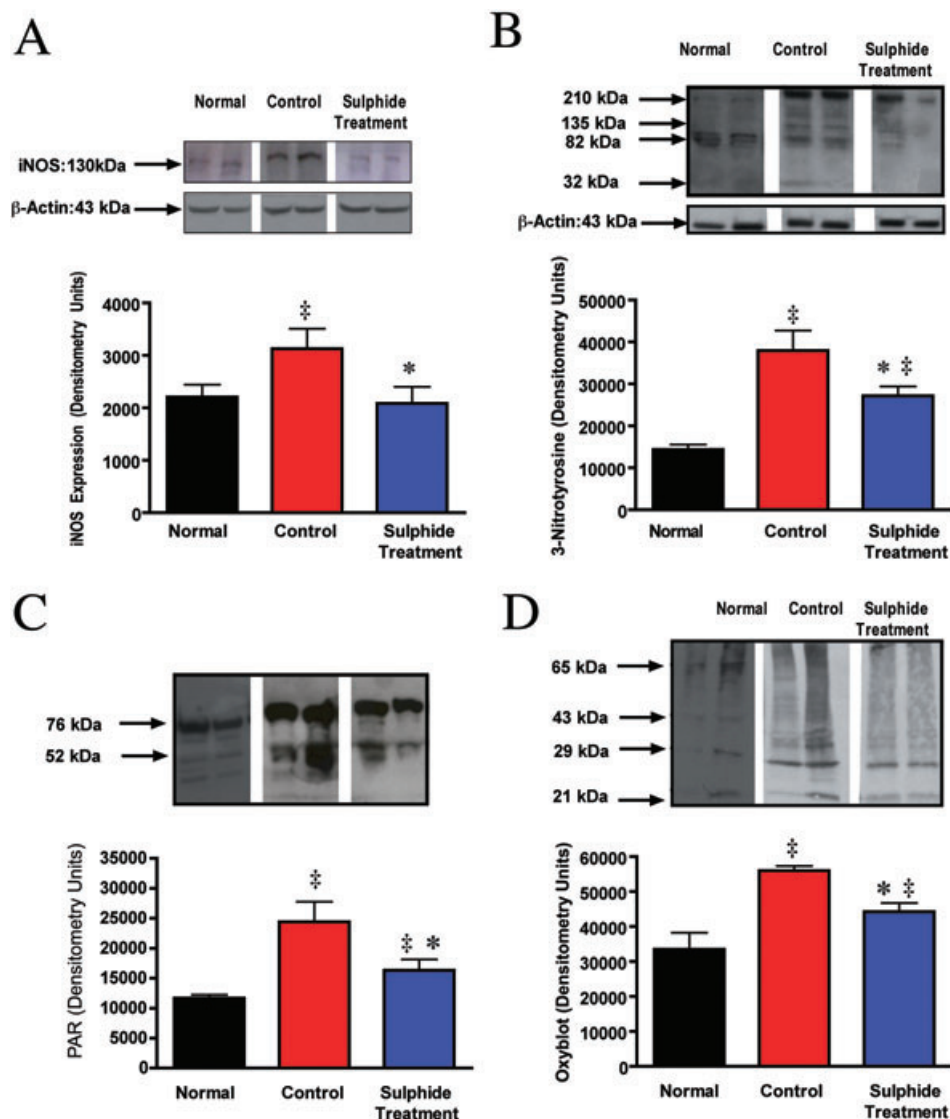 A
Normal Control Sulphide
Treatment
iNOS:130kDa
β-Actin:43 kDa
iNOS Expression (Densitometry Units)
4000
3000
2000
1000
0
‡
*
Normal Control Sulphide
Treatment
B
Normal Control Sulphide
Treatment
210 kDa
135 kDa
82 kDa
32 kDa
β-Actin:43 kDa
3-Nitrotyrosine (Densitometry Units)
50000
40000
30000
20000
10000
0
‡
* ‡
Normal Control Sulphide
Treatment
C
76 kDa
52 kDa
PAR (Densitometry Units)
35000
30000
25000
20000
15000
10000
5000
0
‡
‡ *
Normal Control Sulphide
Treatment
D
Normal Control Sulphide
Treatment
65 kDa
43 kDa
29 kDa
21 kDa
Oxyblot (Densitometry Units)
60000
50000
40000
30000
20000
10000
0
‡
* ‡
Normal Control Sulphide
Treatment